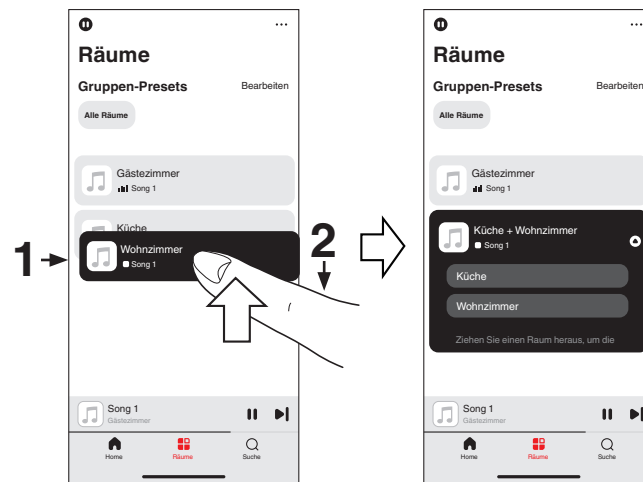 Räume
Gruppen-Presets Bearbeiten
Alle Räume
Gästezimmer
Song 1
Küche
Wohnzimmer
Song 1
1
2
Song 1
Gästezimmer
Home Räume Suche
Räume
Gruppen-Presets Bearbeiten
Alle Räume
Gästezimmer
Song 1
Küche + Wohnzimmer
Song 1
Küche
Wohnzimmer
Ziehen Sie einen Raum heraus, um die
Song 1
Gästezimmer
Home Räume Suche